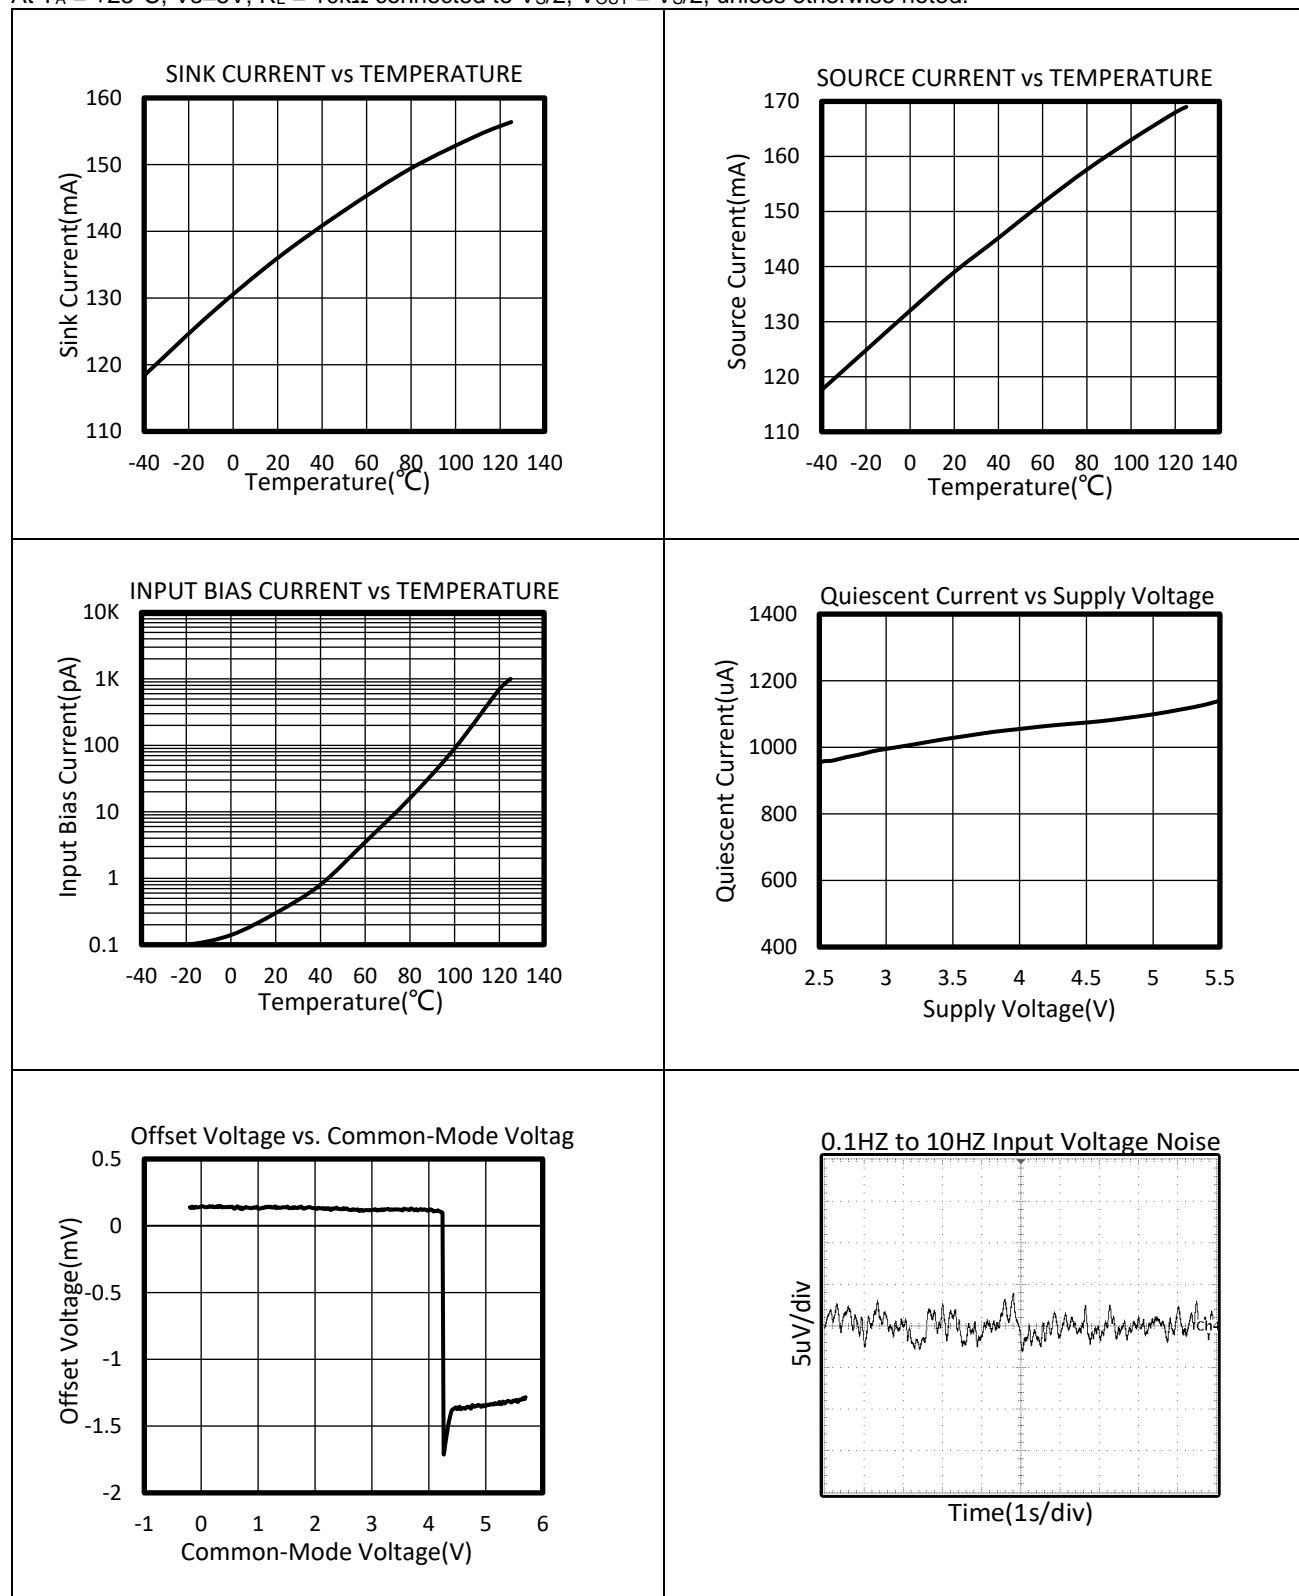 SINK CURRENT vs TEMPERATURE
160
150
140
130
120
110
Sink Current(mA)
-40 -20 0 20 40 60 80 100 120 140
Temperature(℃)
SOURCE CURRENT vs TEMPERATURE
170
160
150
140
130
120
110
Source Current(mA)
-40 -20 0 20 40 60 80 100 120 140
Temperature(℃)
INPUT BIAS CURRENT vs TEMPERATURE
10K
1K
100
10
1
0.1
Input Bias Current(pA)
-40 -20 0 20 40 60 80 100 120 140
Temperature(℃)
Quiescent Current vs Supply Voltage
1400
1200
1000
800
600
400
Quiescent Current(uA)
2.5 3 3.5 4 4.5 5 5.5
Supply Voltage(V)
Offset Voltage vs. Common-Mode Voltag
0.5
0
-0.5
-1
-1.5
-2
Offset Voltage(mV)
-1 0 1 2 3 4 5 6
Common-Mode Voltage(V)
0.1HZ to 10HZ Input Voltage Noise
5uV/div
Time(1s/div)